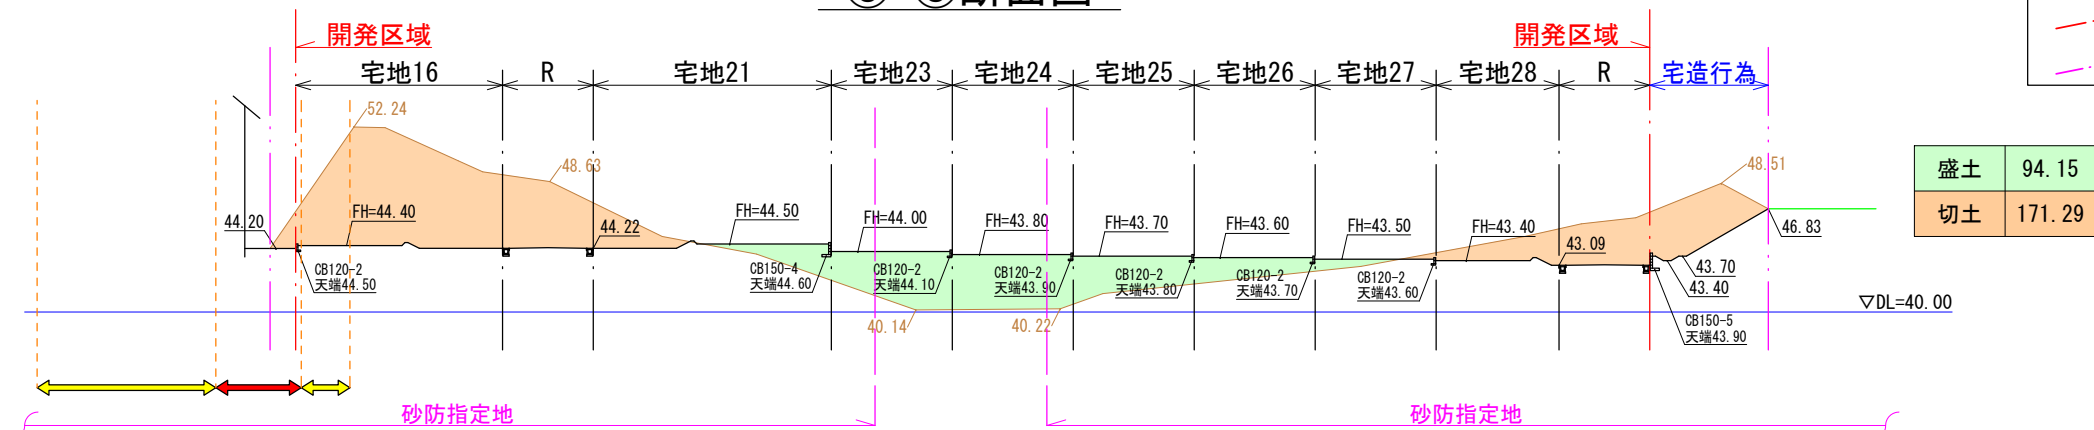 断面図
開発区域
開発区域
宅地16
R
宅地21
宅地23
宅地24
宅地25
宅地26
宅地27
宅地28
R
宅造行為
52.24
48.63
48.51
盛土 94.15
切土 171.29
44.20
FH=44.40
44.22
FH=44.50
FH=44.00
FH=43.80
FH=43.70
FH=43.60
FH=43.50
FH=43.40
43.09
46.83
CB120-2
天端44.50
CB150-4
天端44.60
CB120-2
天端44.10
CB120-2
天端43.90
CB120-2
天端43.80
CB120-2
天端43.70
CB120-2
天端43.60
43.70
43.40
▽DL=40.00
40.14
40.22
CB150-5
天端43.90
砂防指定地
砂防指定地